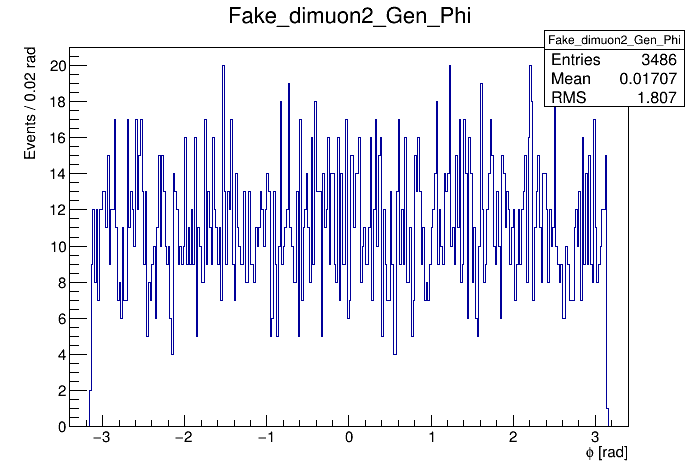 Fake_dimuon2_Gen_Phi
Fake_dimuon2_Gen_Phi
Entries 3486
Mean 0.01707
RMS 1.807
Events / 0.02 rad
20
18
16
14
12
10
8
6
4
2
0
−3 −2 −1 0 1 2 3
ϕ [rad]